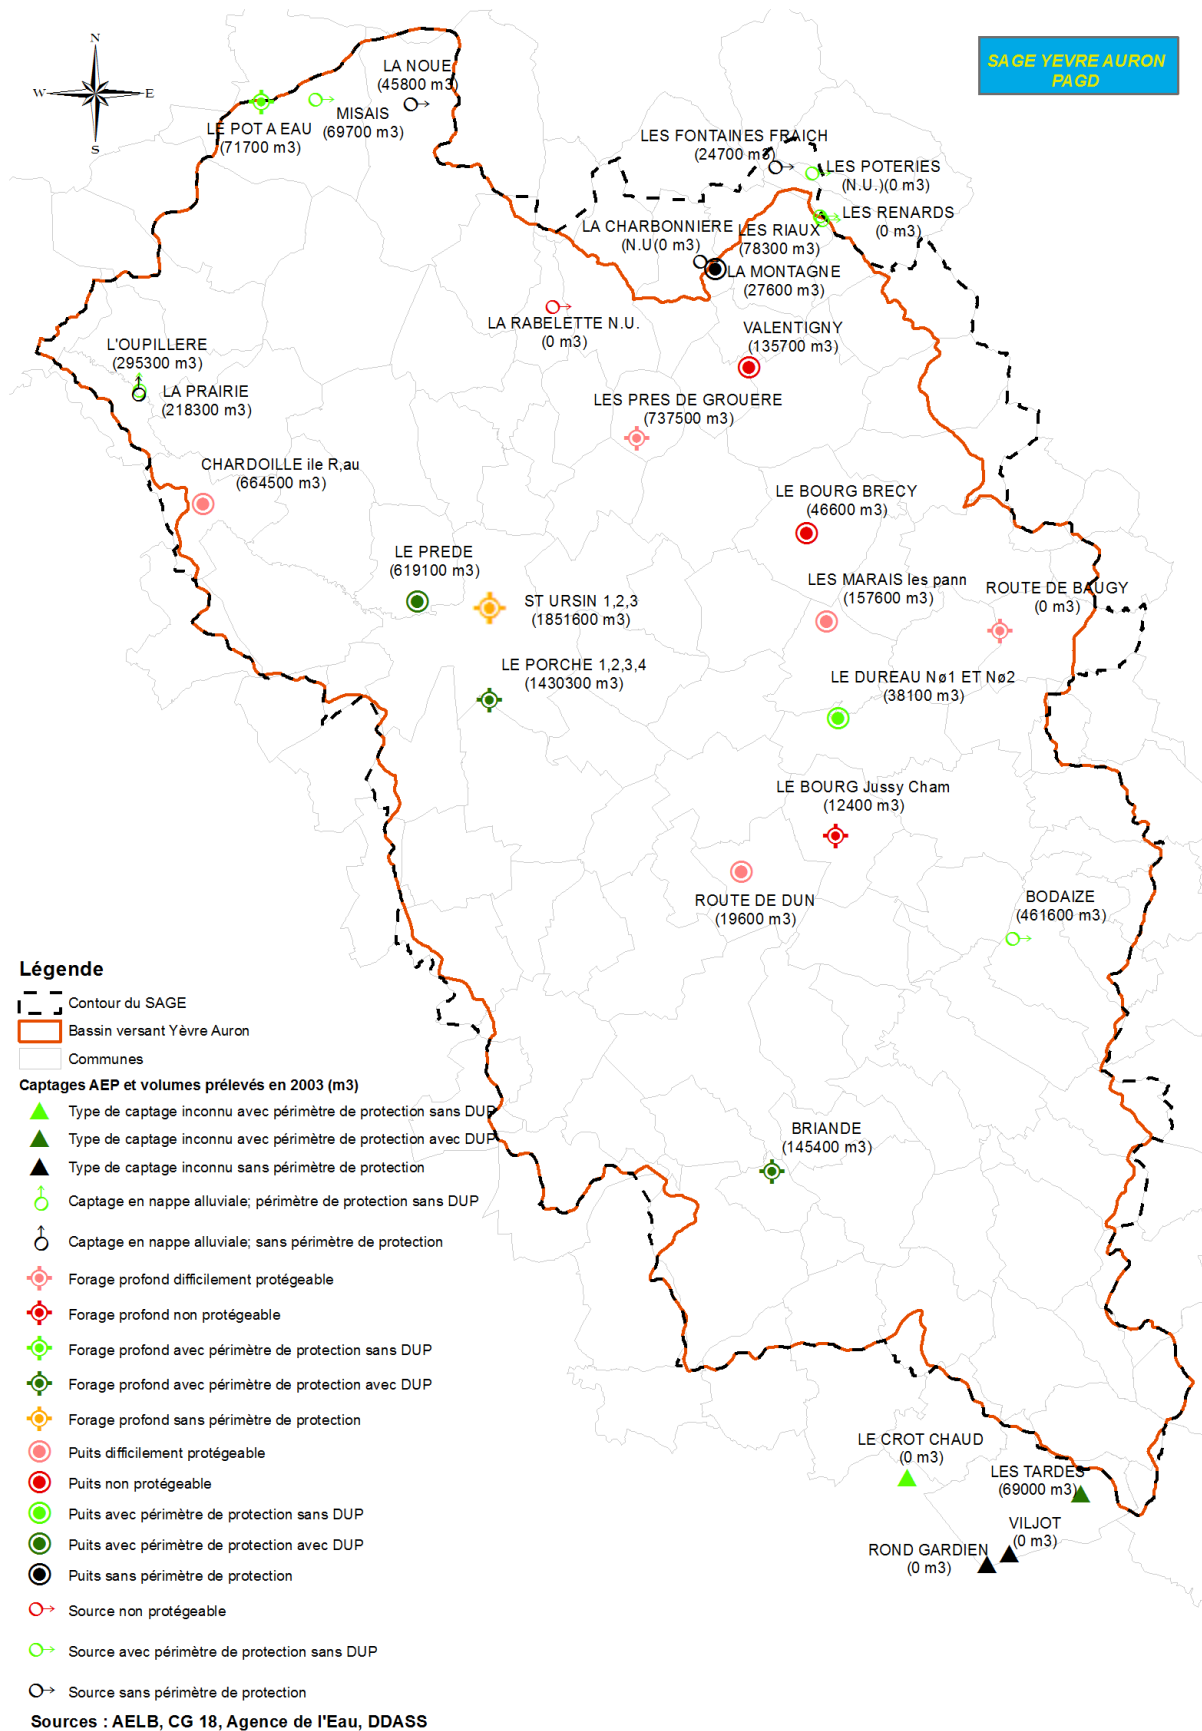 N
W
E
S
SAGE YEVRE AURON
PAGD
LA NOUE
(45800 m3)
MISAIS
(69700 m3)
LE POT A EAU
(71700 m3)
LES FONTAINES FRAICH
(24700 m3)
LES POTERIES
(N.U.)(0 m3)
LES RENARDS
(0 m3)
LA CHARBONNIERE
(N.U(0 m3)
LES RIAUX
(78300 m3)
LA MONTAGNE
(27600 m3)
LA RABELETTE N.U.
(0 m3)
VALENTIGNY
(135700 m3)
L'OUPILLERE
(295300 m3)
LA PRAIRIE
(218300 m3)
LES PRES DE GROUERE
(737500 m3)
CHARDOILLE ile R,au
(664500 m3)
LE BOURG BRECY
(46600 m3)
LE PREDE
(619100 m3)
ST URSIN 1,2,3
(1851600 m3)
LES MARAIS les pann
(157600 m3)
ROUTE DE BAUGY
(0 m3)
LE PORCHE 1,2,3,4
(1430300 m3)
LE DUREAU Nø1 ET Nø2
(38100 m3)
LE BOURG Jussy Cham
(12400 m3)
ROUTE DE DUN
(19600 m3)
BODAIZE
(461600 m3)
BRIANDE
(145400 m3)
LE CROT CHAUD
(0 m3)
LES TARDES
(69000 m3)
VILJOT
(0 m3)
ROND GARDIEN
(0 m3)
Légende
Contour du SAGE
Bassin versant Yèvre Auron
Communes
Captages AEP et volumes prélevés en 2003 (m3)
Type de captage inconnu avec périmètre de protection sans DUP
Type de captage inconnu avec périmètre de protection avec DUP
Type de captage inconnu sans périmètre de protection
Captage en nappe alluviale; périmètre de protection sans DUP
Captage en nappe alluviale; sans périmètre de protection
Forage profond difficilement protégeable
Forage profond non protégeable
Forage profond avec périmètre de protection sans DUP
Forage profond avec périmètre de protection avec DUP
Forage profond sans périmètre de protection
Puits difficilement protégeable
Puits non protégeable
Puits avec périmètre de protection sans DUP
Puits avec périmètre de protection avec DUP
Puits sans périmètre de protection
Source non protégeable
Source avec périmètre de protection sans DUP
Source sans périmètre de protection
Sources : AELB, CG 18, Agence de l'Eau, DDASS